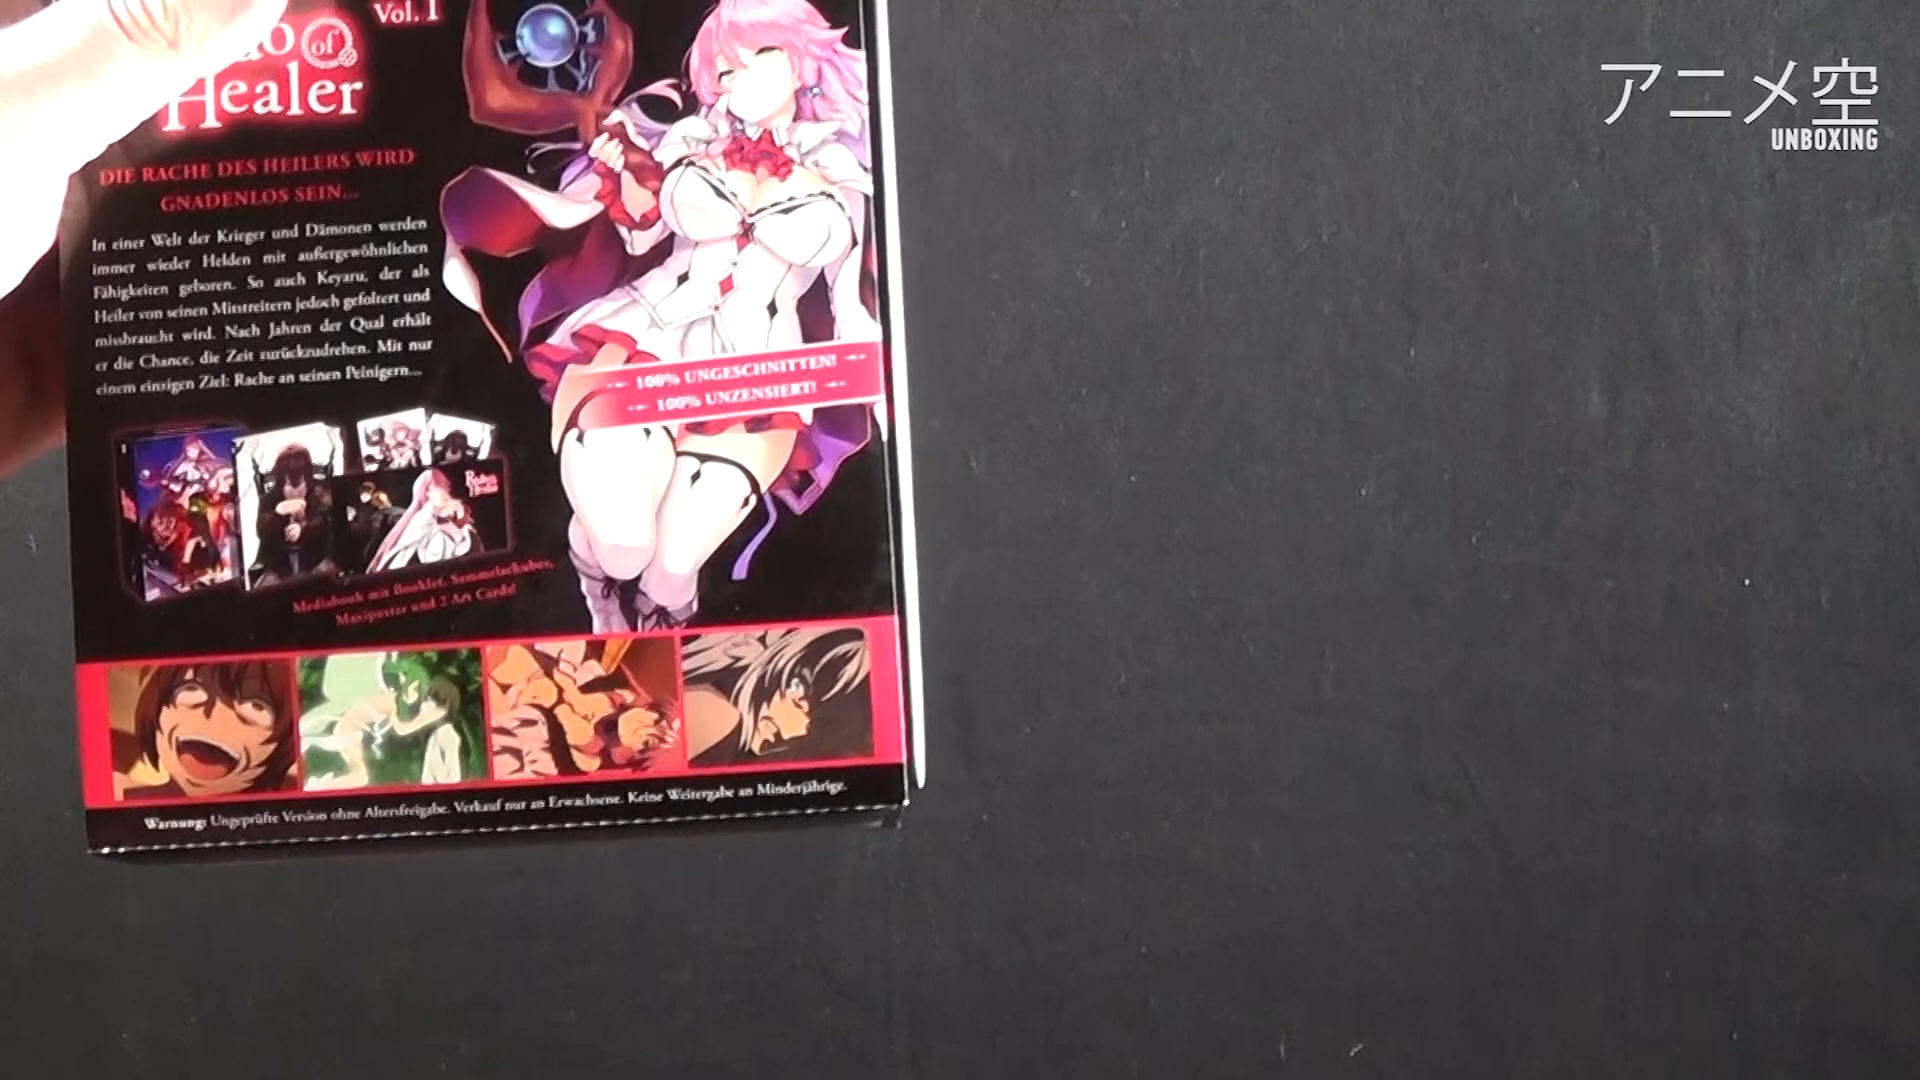 Vol. 1
of
Healer
DIE RACHE DES HEILERS WIRD
GNADENLOS SEIN...
In einer Welt der Krieger und Dämonen werden
immer wieder Helden mit außergewöhnlichen
Fähigkeiten geboren. So auch Keyaru, der als
Heiler von seinen Mitstreitern jedoch gefoltert und
missbraucht wird. Nach Jahren der Qual erhält
er die Chance, die Zeit zurückzudrehen. Mit nur
einem einzigen Ziel: Rache an seinen Peinigern...
100% UNGESCHNITTEN!
100% UNZENSIERT!
Mediabook mit Booklet, Sammelschuber,
Maxiposter und 2 Art Cards!
Warnung: Ungeprüfte Version ohne Altersfreigabe. Verkauf nur an Erwachsene. Keine Weitergabe an Minderjährige.
アニメ空
UNBOXING